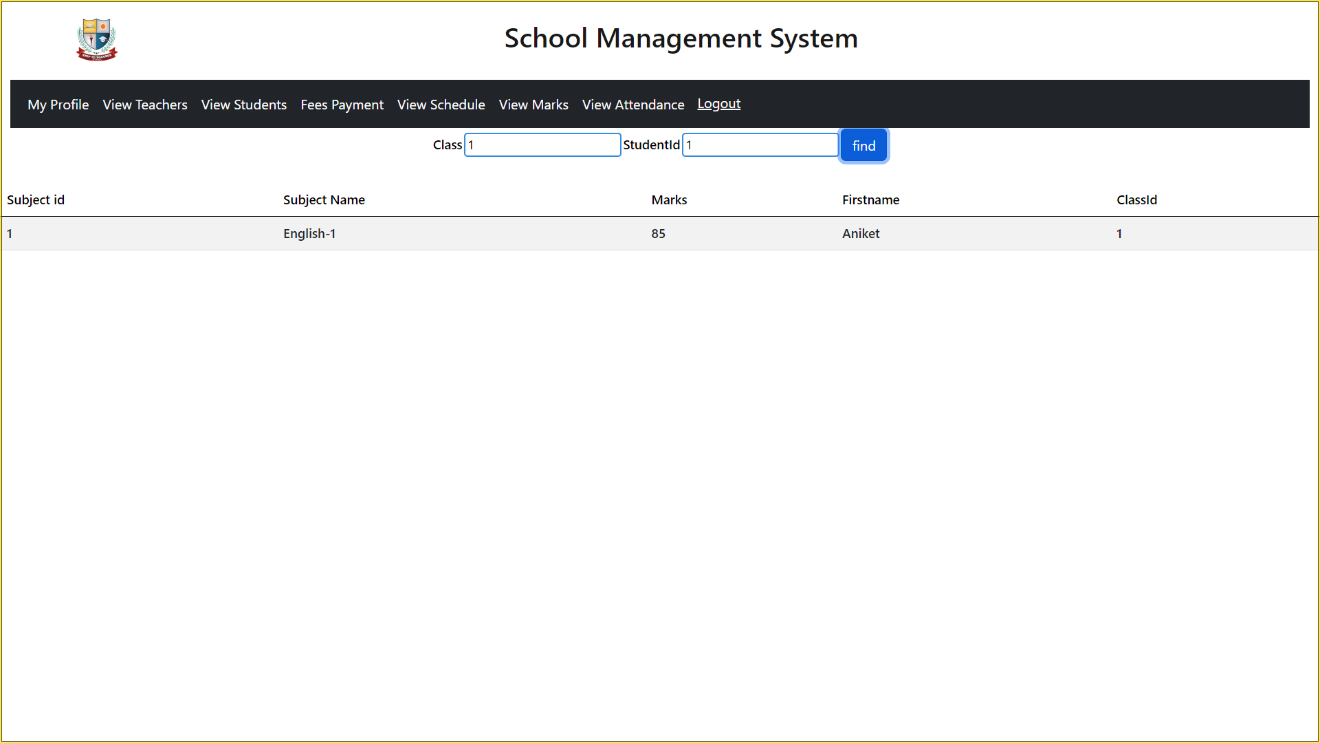 School Management System
My Profile View Teachers View Students Fees Payment View Schedule View Marks View Attendance Logout
Class 1 StudentId 1 find
Subject id Subject Name Marks Firstname ClassId
1 English-1 85 Aniket 1